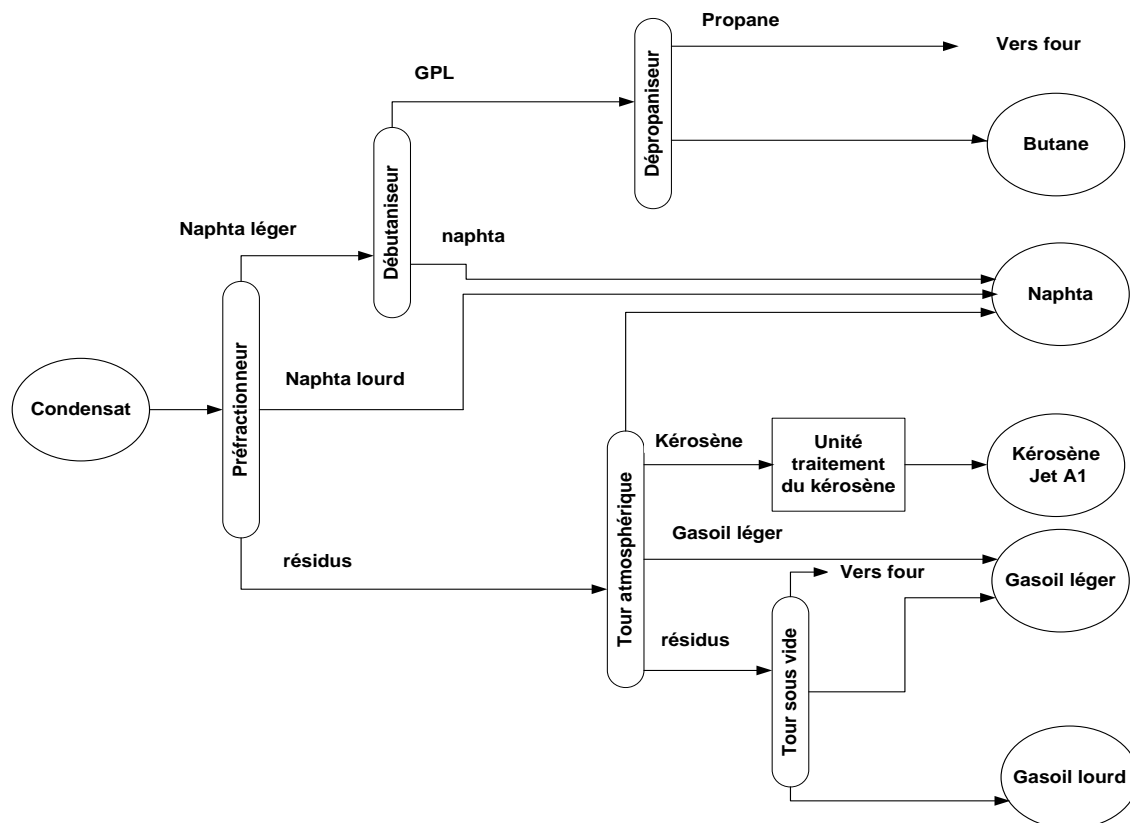 Propane
Vers four
GPL
Dépropaniseur
Butane
Naphta léger
Débutaniseur
naphta
Naphta
Préfractionneur
Naphta lourd
Condensat
Kérosène
Unité
traitement
du kérosène
Kérosène
Jet A1
Tour atmosphérique
Gasoil léger
résidus
Vers four
Gasoil léger
résidus
Tour sous vide
Gasoil lourd